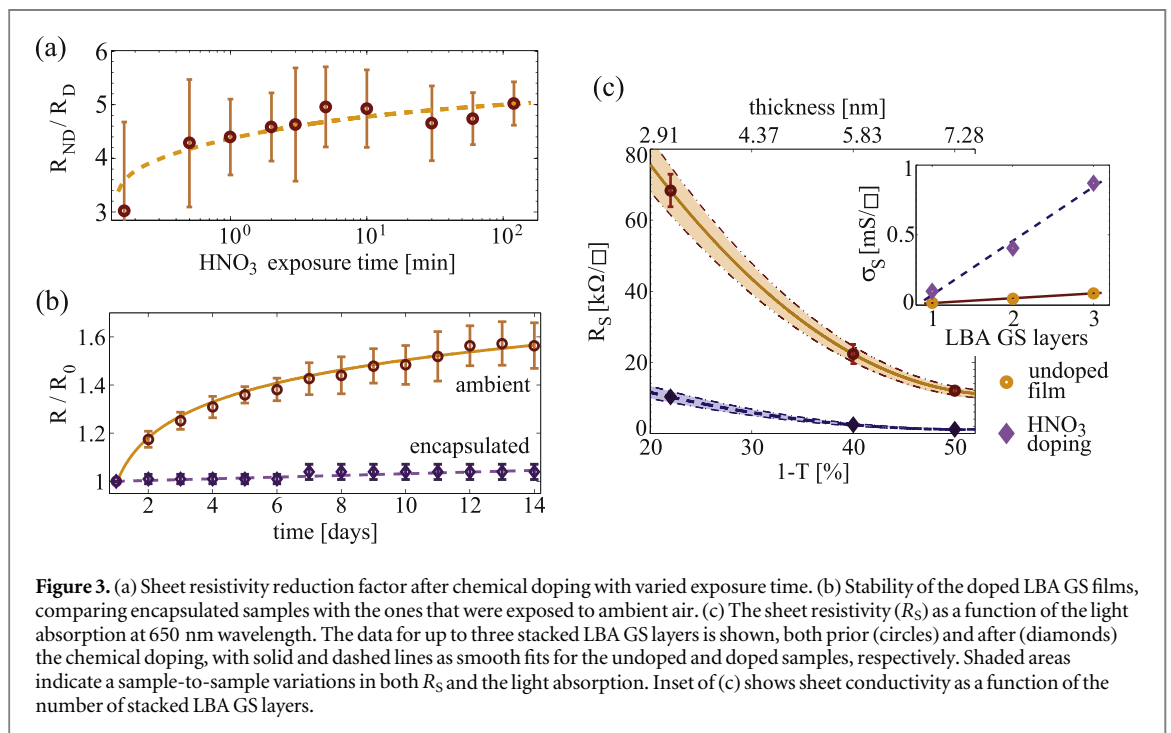 (a)
6
5
4
3
R_ND / R_D
10^0
10^1
10^2
HNO_3 exposure time [min]
(b)
1.6
1.4
1.2
1
R / R_0
ambient
encapsulated
2 4 6 8 10 12 14
time [days]
(c)
thickness [nm]
2.91 4.37 5.83 7.28
80
60
40
20
0
R_S [kΩ/□]
20 30 40 50
1-T [%]
1
0.5
0
σ_S [mS/□]
1 2 3
LBA GS layers
undoped
film
HNO_3
doping
Figure 3. (a) Sheet resistivity reduction factor after chemical doping with varied exposure time. (b) Stability of the doped LBA GS films,
comparing encapsulated samples with the ones that were exposed to ambient air. (c) The sheet resistivity (R_S) as a function of the light
absorption at 650 nm wavelength. The data for up to three stacked LBA GS layers is shown, both prior (circles) and after (diamonds)
the chemical doping, with solid and dashed lines as smooth fits for the undoped and doped samples, respectively. Shaded areas
indicate a sample-to-sample variations in both R_S and the light absorption. Inset of (c) shows sheet conductivity as a function of the
number of stacked LBA GS layers.